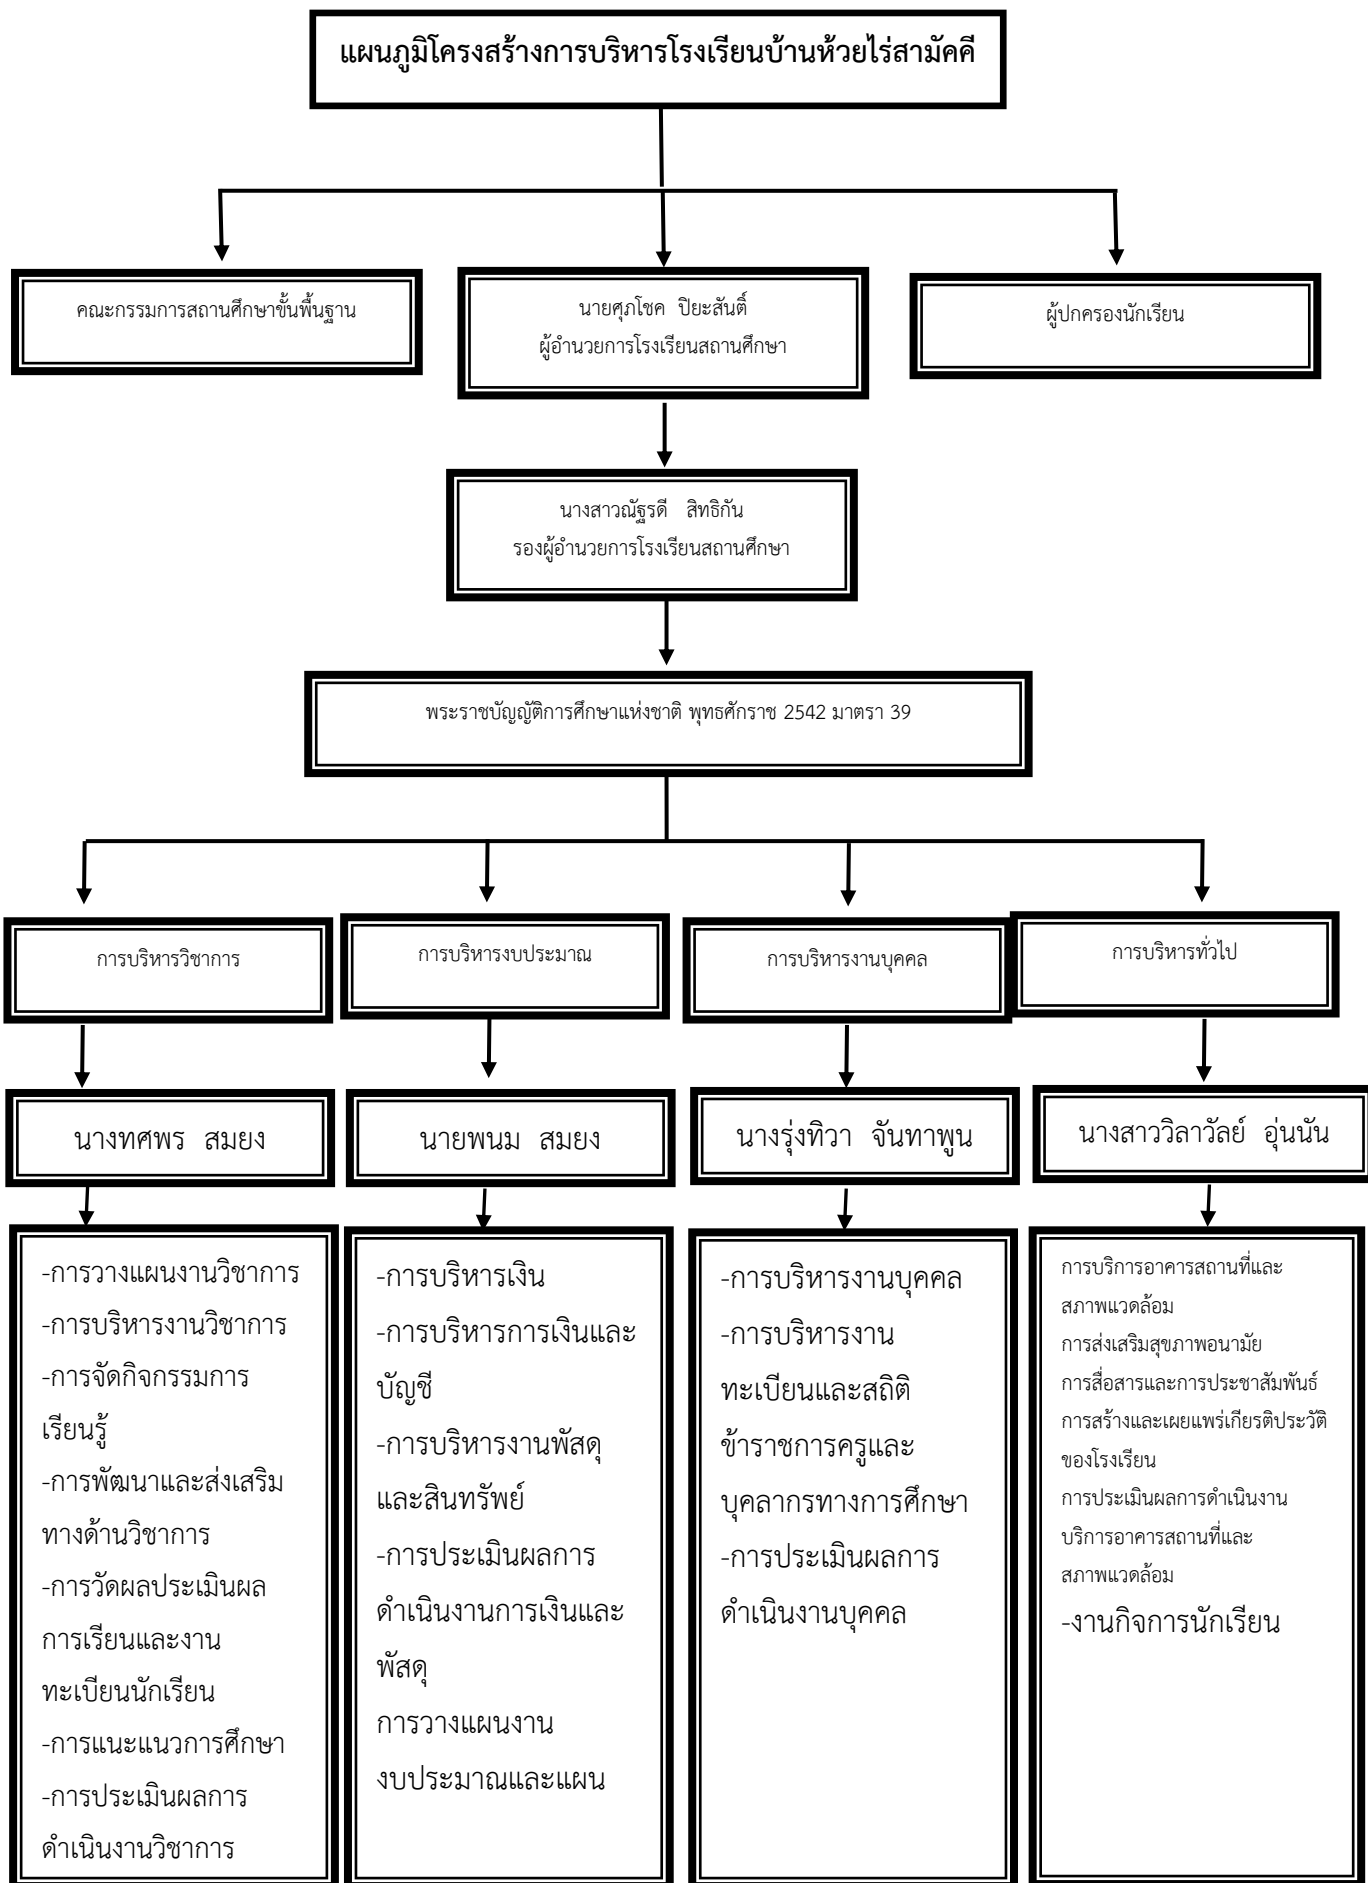 แผนภูมิโครงสร้างการบริหารโรงเรียนบ้านห้วยไร่สามัคคี
คณะกรรมการสถานศึกษาขั้นพื้นฐาน
นายศุภโชค ปิยะสันติ์
ผู้อำนวยการโรงเรียนสถานศึกษา
ผู้ปกครองนักเรียน
นางสาวณัฐรดี สิทธิกัน
รองผู้อำนวยการโรงเรียนสถานศึกษา
พระราชบัญญัติการศึกษาแห่งชาติ พุทธศักราช 2542 มาตรา 39
การบริหารวิชาการ
การบริหารงบประมาณ
การบริหารงานบุคคล
การบริหารทั่วไป
นางทศพร สมยง
นายพนม สมยง
นางรุ่งทิวา จันทาพูน
นางสาววิลาวัลย์ อุ่นนัน
-การวางแผนงานวิชาการ
-การบริหารงานวิชาการ
-การจัดกิจกรรมการ
เรียนรู้
-การพัฒนาและส่งเสริม
ทางด้านวิชาการ
-การวัดผลประเมินผล
การเรียนและงาน
ทะเบียนนักเรียน
-การแนะแนวการศึกษา
-การประเมินผลการ
ดำเนินงานวิชาการ
-การบริหารเงิน
-การบริหารการเงินและ
บัญชี
-การบริหารงานพัสดุ
และสินทรัพย์
-การประเมินผลการ
ดำเนินงานการเงินและ
พัสดุ
การวางแผนงาน
งบประมาณและแผน
-การบริหารงานบุคคล
-การบริหารงาน
ทะเบียนและสถิติ
ข้าราชการครูและ
บุคลากรทางการศึกษา
-การประเมินผลการ
ดำเนินงานบุคคล
การบริการอาคารสถานที่และ
สภาพแวดล้อม
การส่งเสริมสุขภาพอนามัย
การสื่อสารและการประชาสัมพันธ์
การสร้างและเผยแพร่เกียรติประวัติ
ของโรงเรียน
การประเมินผลการดำเนินงาน
บริการอาคารสถานที่และ
สภาพแวดล้อม
-งานกิจการนักเรียน